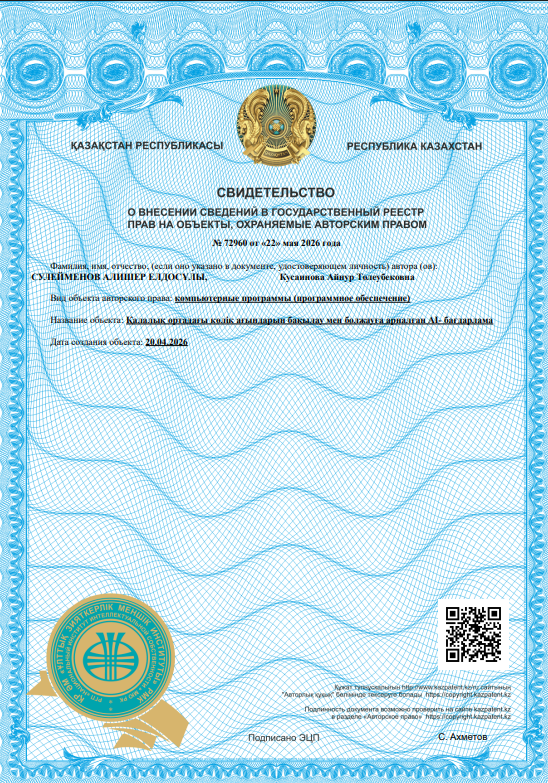 ҚАЗАҚСТАН РЕСПУБЛИКАСЫ
РЕСПУБЛИКА КАЗАХСТАН
СВИДЕТЕЛЬСТВО
О ВНЕСЕНИИ СВЕДЕНИЙ В ГОСУДАРСТВЕННЫЙ РЕЕСТР
ПРАВ НА ОБЪЕКТЫ, ОХРАНЯЕМЫЕ АВТОРСКИМ ПРАВОМ
№ 72960 от «22» мая 2026 года
Фамилия, имя, отчество, (если оно указано в документе, удостоверяющем личность) автора (ов):
СУЛЕЙМЕНОВ АЛИШЕР ЕЛДОСҰЛЫ, Кусаинова Айнур Толеубековна
Вид объекта авторского права: компьютерные программы (программное обеспечение)
Название объекта: Қалалық ортадағы көлік ағындарын бақылау мен болжауға арналған AI- бағдарлама
Дата создания объекта: 20.04.2026
Құжат түпнұсқалығын http://www.kazpatent.kz/ru сайтының
"Авторлық құқық" бөлімінде тексеруге болады https://copyright.kazpatent.kz
Подлинность документа возможно проверить на сайте kazpatent.kz
в разделе «Авторское право» https://copyright.kazpatent.kz
Подписано ЭЦП
С. Ахметов